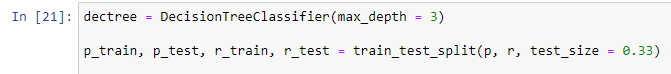 In [21]: dectree = DecisionTreeClassifier(max_depth = 3)
p_train, p_test, r_train, r_test = train_test_split(p, r, test_size = 0.33)